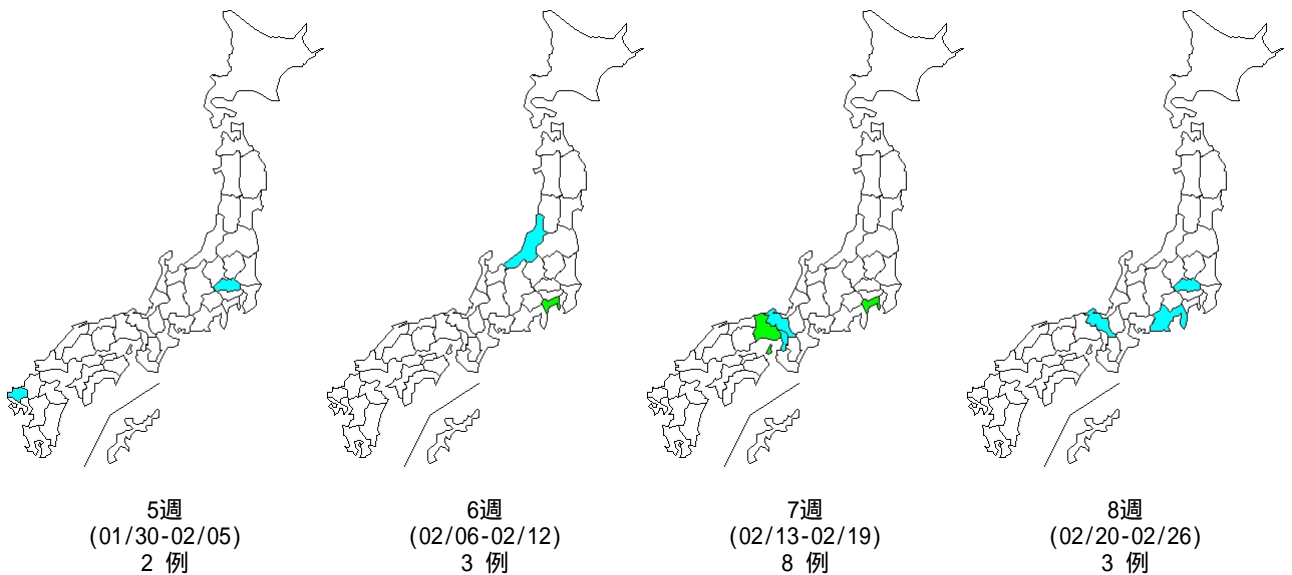 5週
(01/30-02/05)
2 例
6週
(02/06-02/12)
3 例
7週
(02/13-02/19)
8 例
8週
(02/20-02/26)
3 例